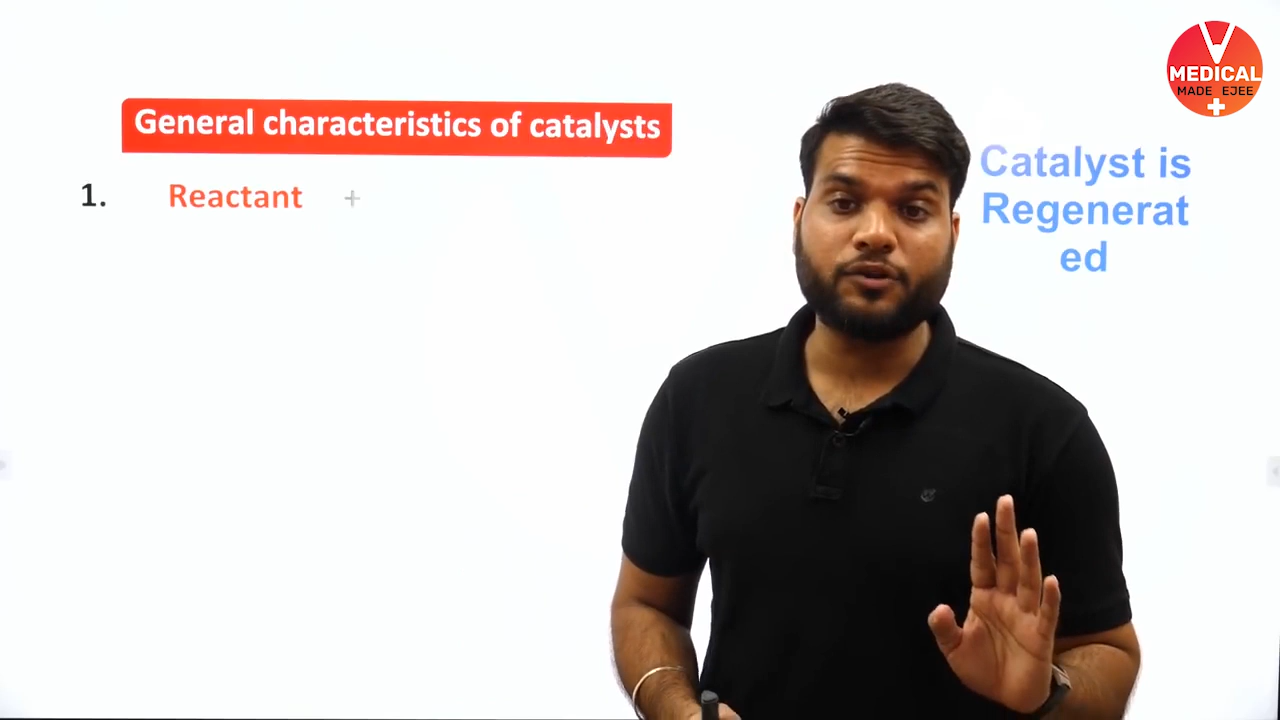 General characteristics of catalysts
1. Reactant +
Catalyst is
Regenerat
ed
V
MEDICAL
MADE EJEE